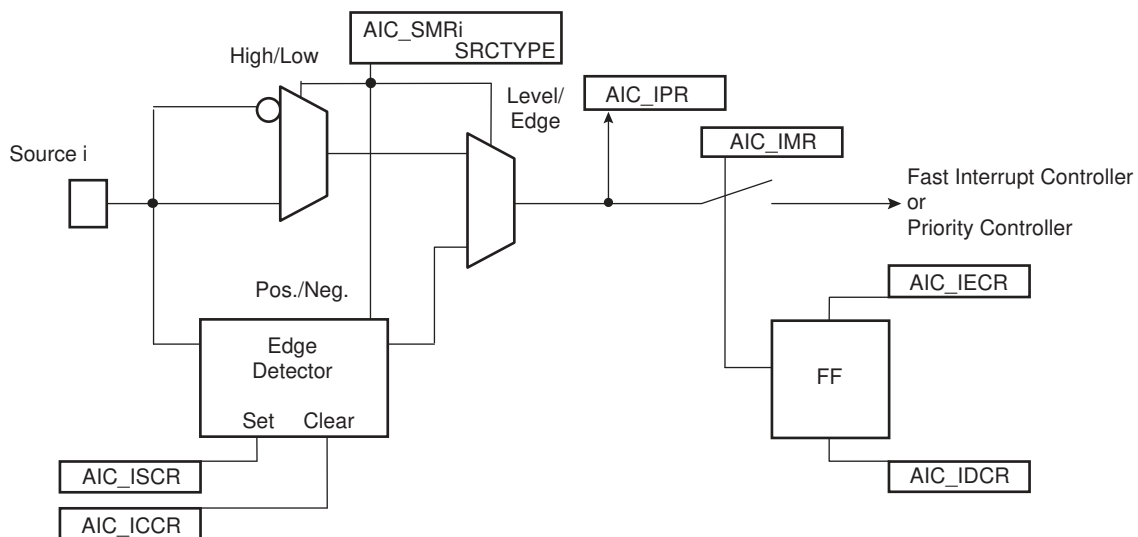 AIC_SMRi
SRCTYPE
High/Low
Level/
Edge
AIC_IPR
AIC_IMR
Source i
Fast Interrupt Controller
or
Priority Controller
Pos./Neg.
AIC_IECR
Edge
Detector
FF
Set Clear
AIC_ISCR
AIC_IDCR
AIC_ICCR